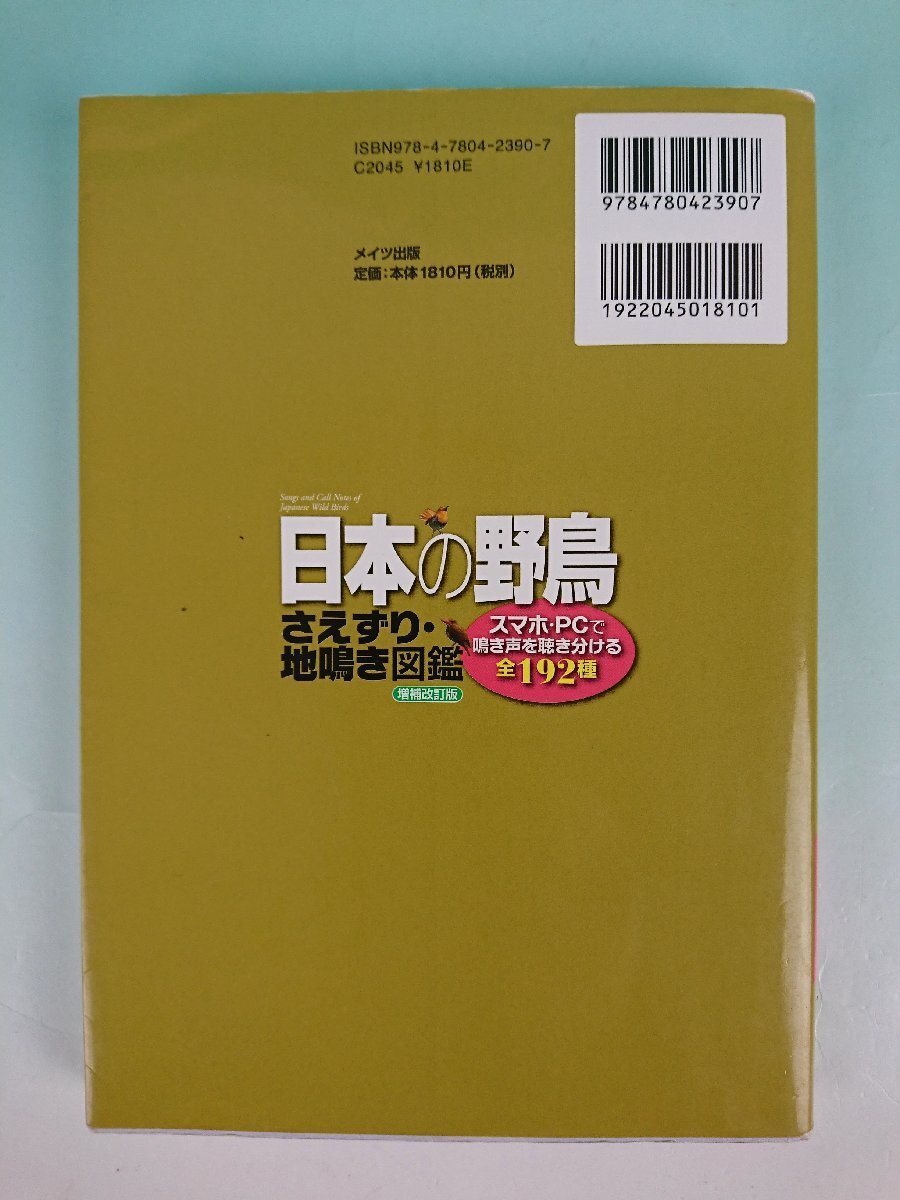 ISBN978-4-7804-2390-7
C2045 ¥1810E
9784780423907
メイツ出版
定価:本体1810円(税別)
1922045018101
Songs and Call Notes of
Japanese Wild Birds
日本の野鳥
さえずり・
地鳴き図鑑
増補改訂版
スマホ・PCで
鳴き声を聴き分ける
全192種